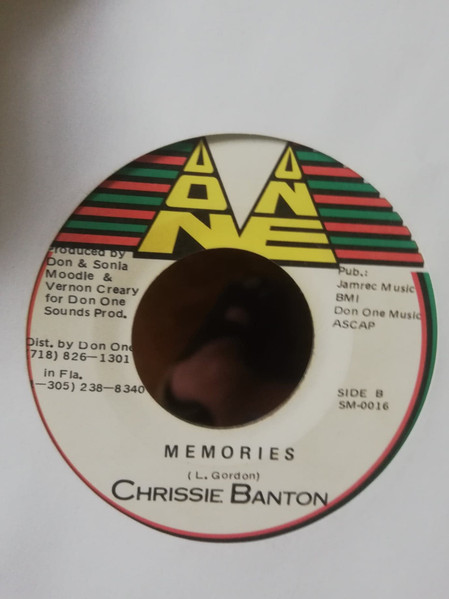 DON
ONE
Produced by
Don & Sonia
Moodie &
Vernon Creary
for Don One
Sounds Prod.
Dist. by Don One
(718) 826—1301
in Fla.
1—305) 238—8340
Pub.:
Jamrec Music
BMI
Don One Music
ASCAP
SIDE B
SM-0016
MEMORIES
(L. Gordon)
CHRISSIE BANTON